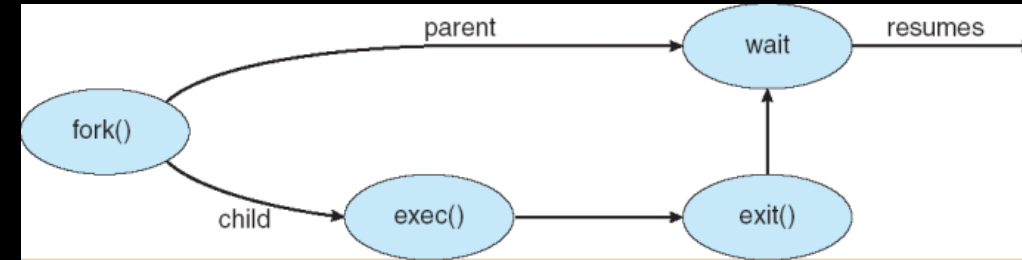 parent
wait
resumes
fork()
child
exec()
exit()